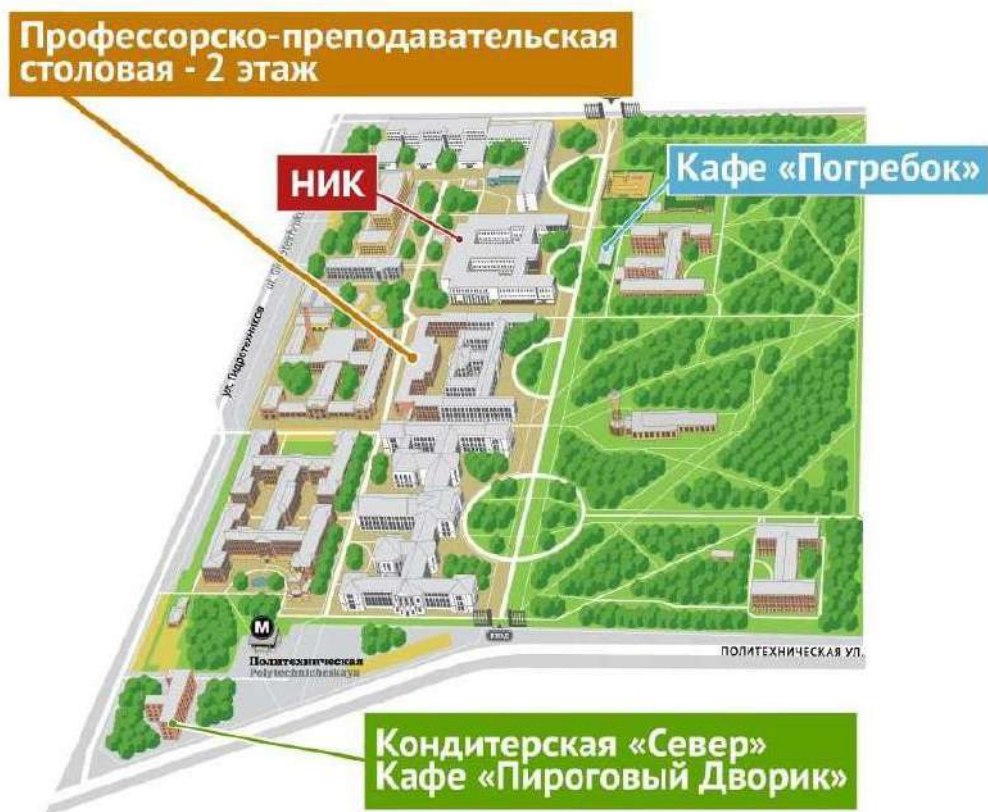 Профессорско-преподавательская
столовая - 2 этаж
НИК
Кафе «Погребок»
Ул. Гидротехников
М
Политехническая
Polytechnicheskaya
ВХОД
ПОЛИТЕХНИЧЕСКАЯ УЛ.
Кондитерская «Север»
Кафе «Пироговый Дворик»